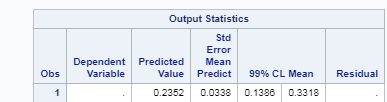 Output Statistics
Obs Dependent Variable Predicted Value Std Error Mean Predict 99% CL Mean Residual
1 . 0.2352 0.0338 0.1386 0.3318 .